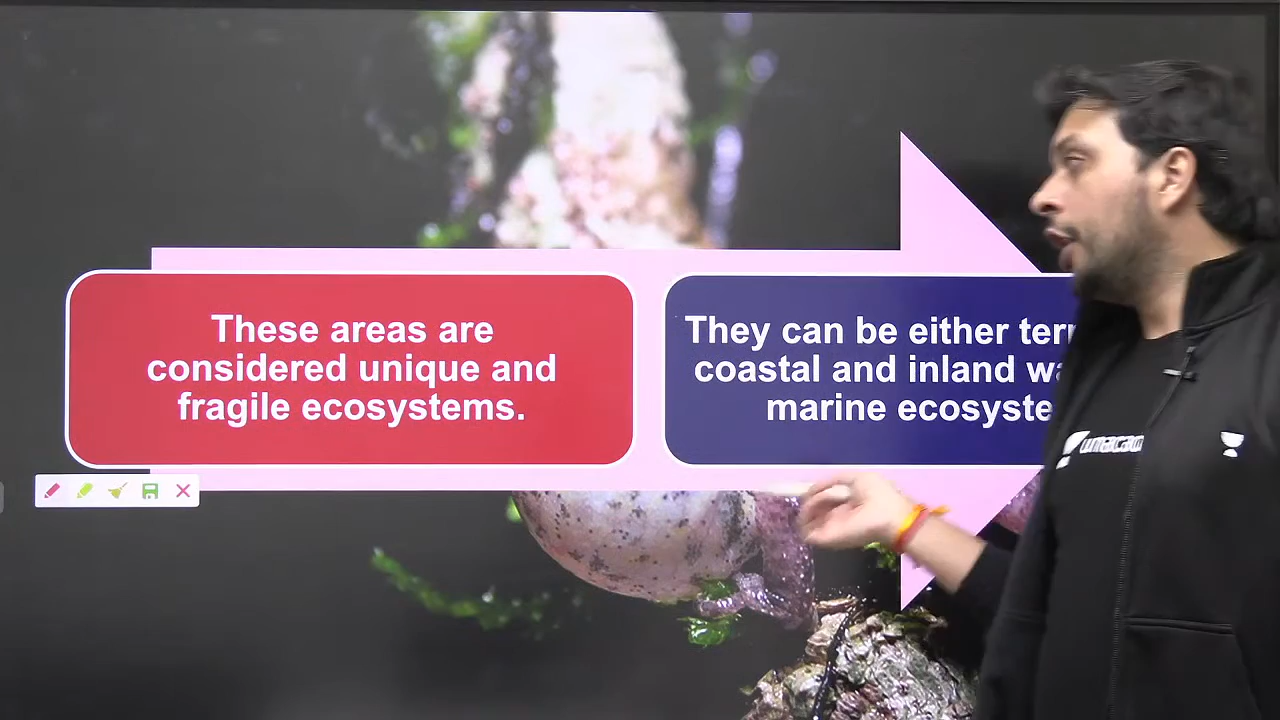 These areas are
considered unique and
fragile ecosystems.
They can be either
coastal and inland
marine